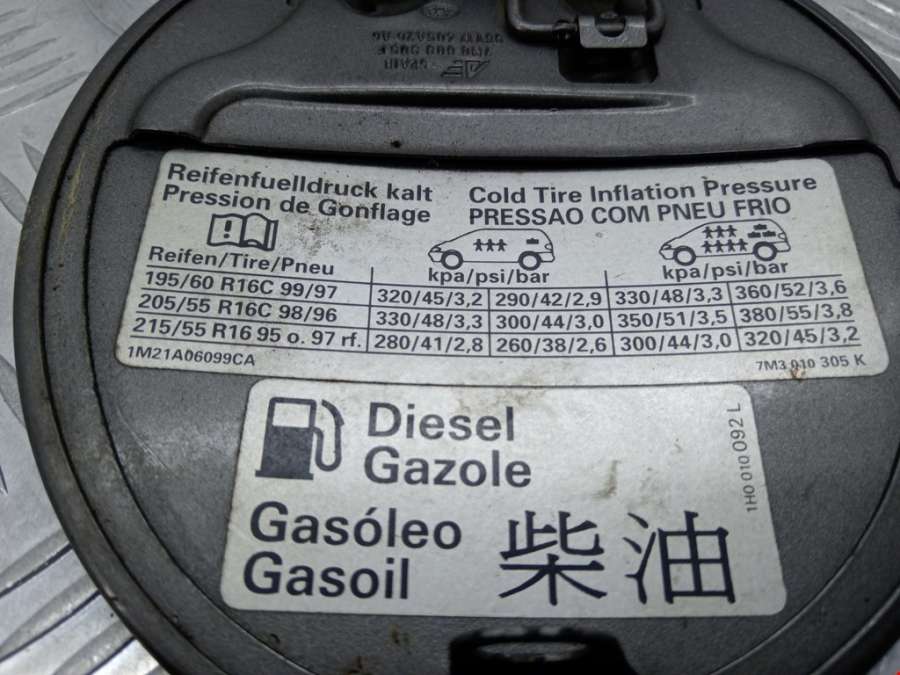 SPAIN
Reifenfuelldruck kalt Cold Tire Inflation Pressure
Pression de Gonflage PRESSAO COM PNEU FRIO
Reifen/Tire/Pneu kpa/psi/bar kpa/psi/bar
195/60 R16C 99/97 320/45/3,2 290/42/2,9 330/48/3,3 360/52/3,6
205/55 R16C 98/96 330/48/3,3 300/44/3,0 350/51/3,5 380/55/3,8
215/55 R16 95 o. 97 rf. 280/41/2,8 260/38/2,6 300/44/3,0 320/45/3,2
1M21A06099CA 7M3 010 305 K
Diesel
Gazole
Gasóleo
Gasoil
柴油
1H0 010 092 L